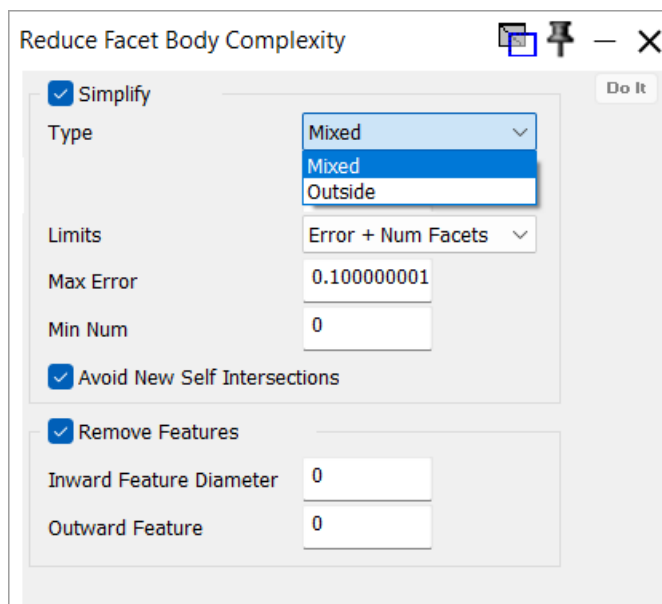 Reduce Facet Body Complexity
Do It
Simplify
Type Mixed
Mixed
Outside
Limits Error + Num Facets
Max Error 0.100000001
Min Num 0
Avoid New Self Intersections
Remove Features
Inward Feature Diameter 0
Outward Feature 0